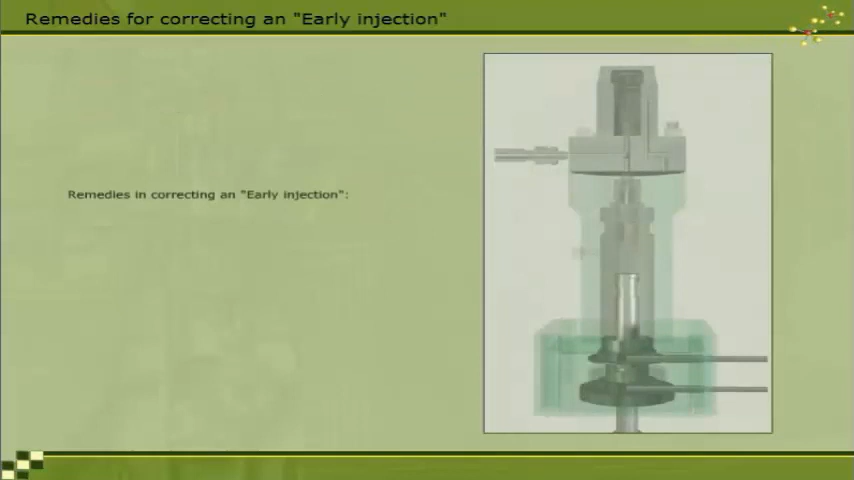 Remedies for correcting an "Early injection"
Remedies in correcting an "Early injection":